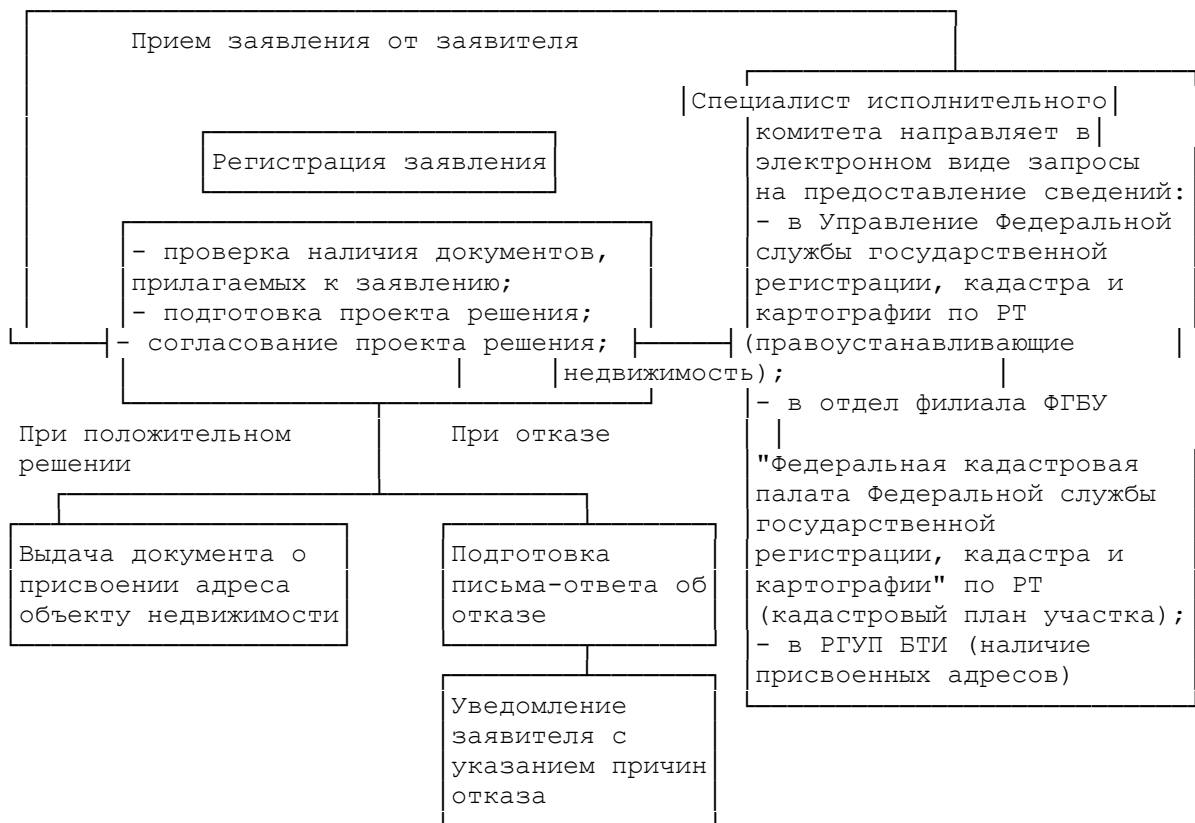 Прием заявления от заявителя
Регистрация заявления
- проверка наличия документов,
прилагаемых к заявлению;
- подготовка проекта решения;
- согласование проекта решения;
Специалист исполнительного
комитета направляет в
электронном виде запросы
на предоставление сведений:
- в Управление Федеральной
службы государственной
регистрации, кадастра и
картографии по РТ
(правоустанавливающие
недвижимость);
- в отдел филиала ФГБУ
"Федеральная кадастровая
палата Федеральной службы
государственной
регистрации, кадастра и
картографии" по РТ
(кадастровый план участка);
- в РГУП БТИ (наличие
присвоенных адресов)
При положительном
решении
При отказе
Выдача документа о
присвоении адреса
объекту недвижимости
Подготовка
письма-ответа об
отказе
Уведомление
заявителя с
указанием причин
отказа